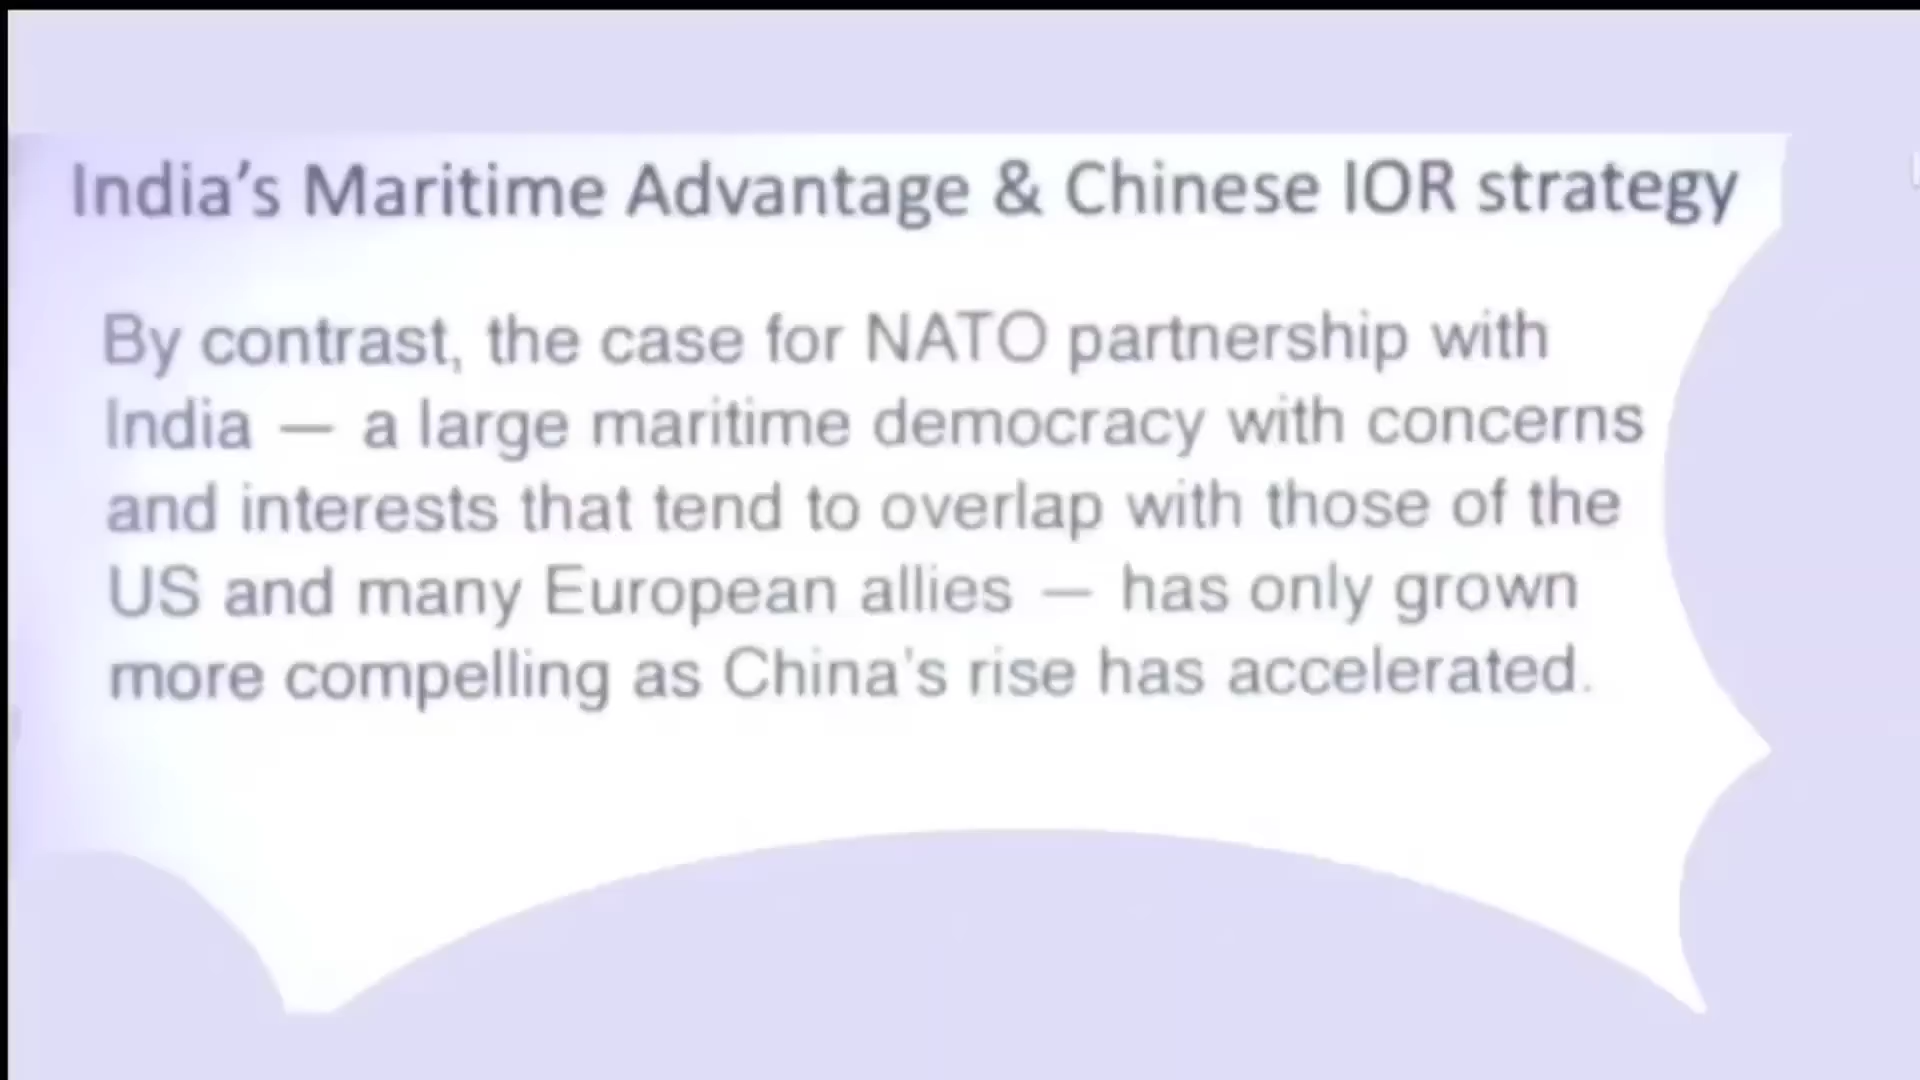 India’s Maritime Advantage & Chinese IOR strategy
By contrast, the case for NATO partnership with
India — a large maritime democracy with concerns
and interests that tend to overlap with those of the
US and many European allies — has only grown
more compelling as China's rise has accelerated.